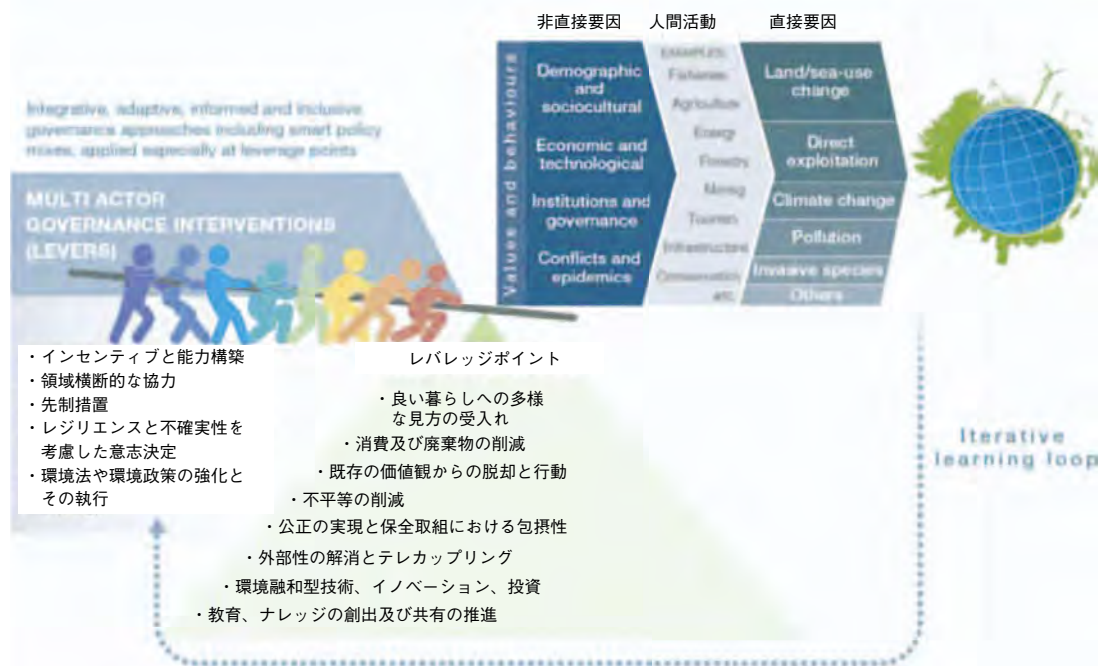 非直接要因 人間活動 直接要因
Values and behaviours
Demographic
and
sociocultural
Economic and
technological
Institutions and
governance
Conflicts and
epidemics
EXAMPLES:
Fisheries
Agriculture
Energy
Forestry
Mining
Tourism
Infrastructure
Conservation
etc.
Land/sea-use
change
Direct
exploitation
Climate change
Pollution
Invasive species
Others
Integrative, adaptive, informed and inclusive
governance approaches including smart policy
mixes, applied especially at leverage points
MULTI ACTOR
GOVERNANCE INTERVENTIONS
(LEVERS)
・インセンティブと能力構築
・領域横断的な協力
・先制措置
・レジリエンスと不確実性を
考慮した意志決定
・環境法や環境政策の強化と
その執行
レバレッジポイント
・良い暮らしへの多様
な見方の受入れ
・消費及び廃棄物の削減
・既存の価値観からの脱却と行動
・不平等の削減
・公正の実現と保全取組における包摂性
・外部性の解消とテレカップリング
・環境融和型技術、イノベーション、投資
・教育、ナレッジの創出及び共有の推進
Iterative
learning loop